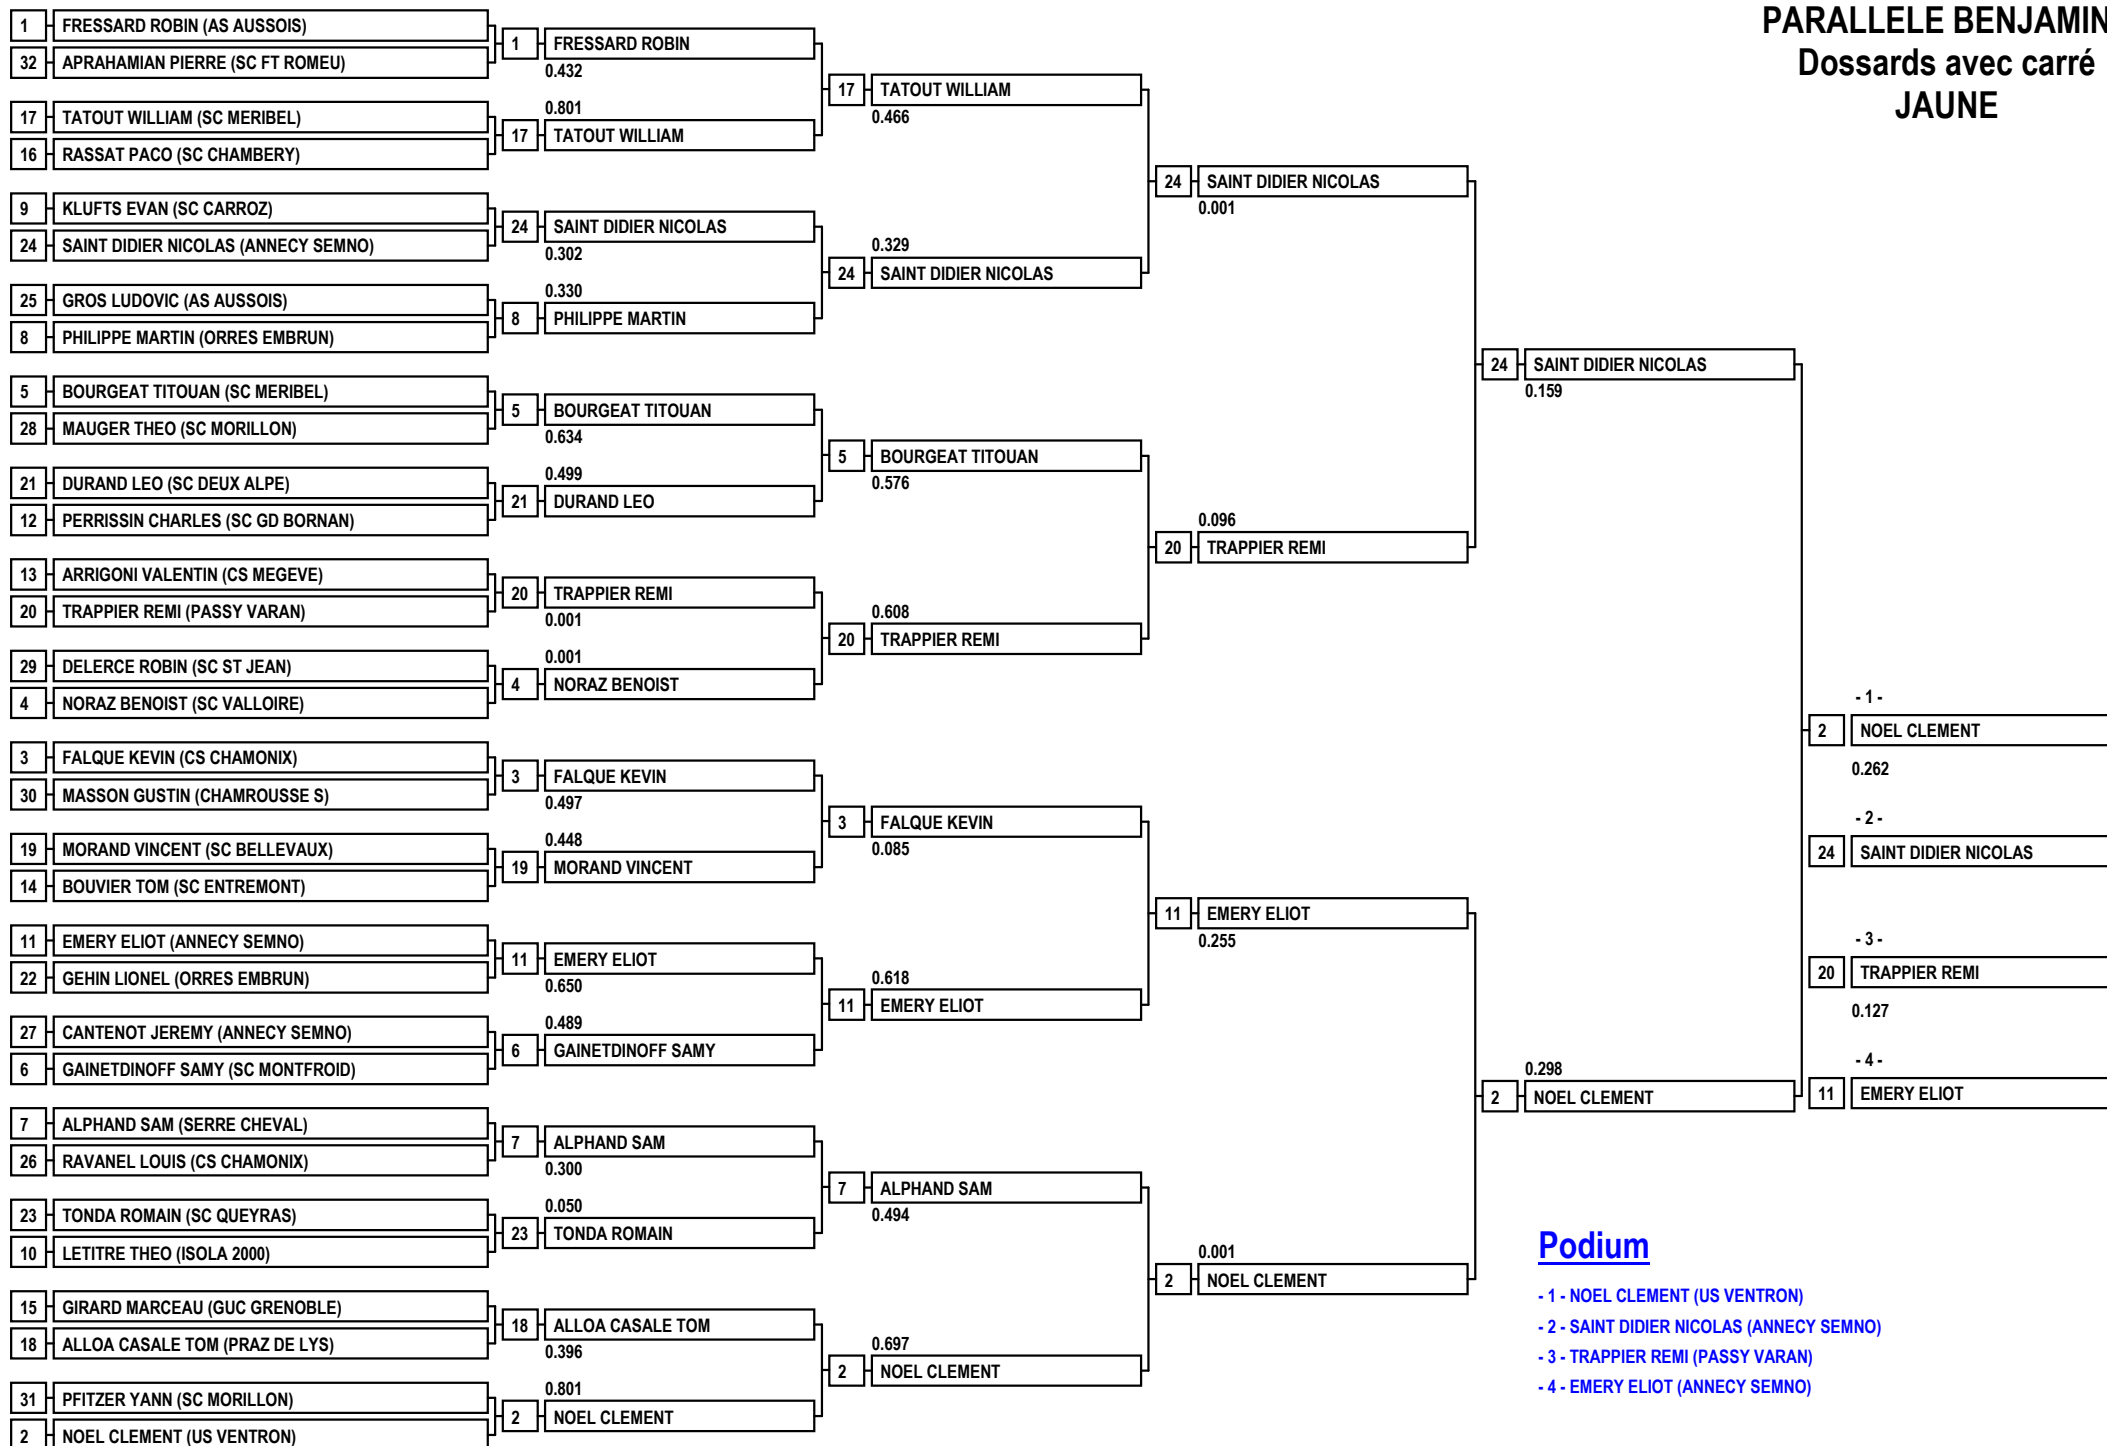 PARALLELE BENJAMIN
Dossards avec carré
JAUNE
1 FRESSARD ROBIN (AS AUSSOIS)
32 APRAHAMIAN PIERRE (SC FT ROMEU)
17 TATOUT WILLIAM (SC MERIBEL)
16 RASSAT PACO (SC CHAMBERY)
9 KLUFTS EVAN (SC CARROZ)
24 SAINT DIDIER NICOLAS (ANNECY SEMNO)
25 GROS LUDOVIC (AS AUSSOIS)
8 PHILIPPE MARTIN (ORRES EMBRUN)
5 BOURGEAT TITOUAN (SC MERIBEL)
28 MAUGER THEO (SC MORILLON)
21 DURAND LEO (SC DEUX ALPE)
12 PERRISSIN CHARLES (SC GD BORNAN)
13 ARRIGONI VALENTIN (CS MEGEVE)
20 TRAPPIER REMI (PASSY VARAN)
29 DELERCE ROBIN (SC ST JEAN)
4 NORAZ BENOIST (SC VALLOIRE)
3 FALQUE KEVIN (CS CHAMONIX)
30 MASSON GUSTIN (CHAMROUSSE S)
19 MORAND VINCENT (SC BELLEVAUX)
14 BOUVIER TOM (SC ENTREMONT)
11 EMERY ELIOT (ANNECY SEMNO)
22 GEHIN LIONEL (ORRES EMBRUN)
27 CANTENOT JEREMY (ANNECY SEMNO)
6 GAINETDINOFF SAMY (SC MONTFROID)
7 ALPHAND SAM (SERRE CHEVAL)
26 RAVANEL LOUIS (CS CHAMONIX)
23 TONDA ROMAIN (SC QUEYRAS)
10 LETITRE THEO (ISOLA 2000)
15 GIRARD MARCEAU (GUC GRENOBLE)
18 ALLOA CASALE TOM (PRAZ DE LYS)
31 PFITZER YANN (SC MORILLON)
2 NOEL CLEMENT (US VENTRON)
1 FRESSARD ROBIN
0.432
0.801
17 TATOUT WILLIAM
24 SAINT DIDIER NICOLAS
0.302
0.330
8 PHILIPPE MARTIN
5 BOURGEAT TITOUAN
0.634
0.499
21 DURAND LEO
20 TRAPPIER REMI
0.001
0.001
4 NORAZ BENOIST
3 FALQUE KEVIN
0.497
0.448
19 MORAND VINCENT
11 EMERY ELIOT
0.650
0.489
6 GAINETDINOFF SAMY
7 ALPHAND SAM
0.300
0.050
23 TONDA ROMAIN
18 ALLOA CASALE TOM
0.396
0.801
2 NOEL CLEMENT
17 TATOUT WILLIAM
0.466
0.329
24 SAINT DIDIER NICOLAS
5 BOURGEAT TITOUAN
0.576
0.608
20 TRAPPIER REMI
3 FALQUE KEVIN
0.085
0.618
11 EMERY ELIOT
7 ALPHAND SAM
0.494
0.697
2 NOEL CLEMENT
24 SAINT DIDIER NICOLAS
0.001
0.096
20 TRAPPIER REMI
11 EMERY ELIOT
0.255
0.001
2 NOEL CLEMENT
24 SAINT DIDIER NICOLAS
0.159
0.298
2 NOEL CLEMENT
- 1 -
2 NOEL CLEMENT
0.262
- 2 -
24 SAINT DIDIER NICOLAS
- 3 -
20 TRAPPIER REMI
0.127
- 4 -
11 EMERY ELIOT
Podium
- 1 - NOEL CLEMENT (US VENTRON)
- 2 - SAINT DIDIER NICOLAS (ANNECY SEMNO)
- 3 - TRAPPIER REMI (PASSY VARAN)
- 4 - EMERY ELIOT (ANNECY SEMNO)